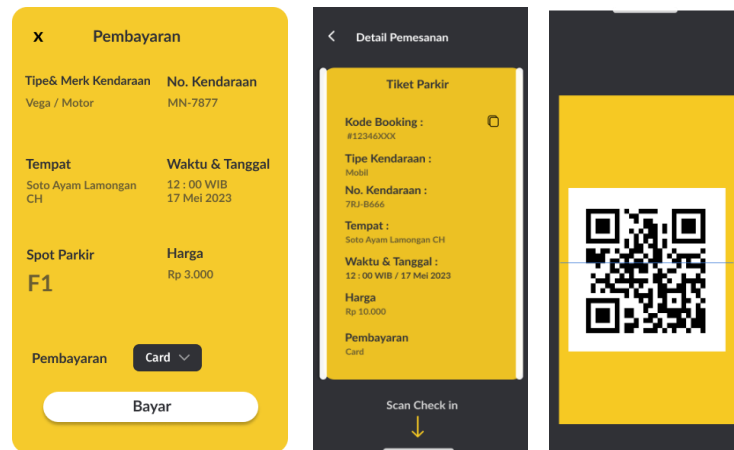 X Pembayaran
Tipe& Merk Kendaraan
Vega / Motor
No. Kendaraan
MN-7877
Tempat
Soto Ayam Lamongan
CH
Waktu & Tanggal
12 : 00 WIB
17 Mei 2023
Spot Parkir
F1
Harga
Rp 3.000
Pembayaran
Card
Bayar
Detail Pemesanan
Tiket Parkir
Kode Booking :
#12346XXX
Tipe Kendaraan :
Mobil
No. Kendaraan :
7RJ-B666
Tempat :
Soto Ayam Lamongan CH
Waktu & Tanggal :
12 : 00 WIB / 17 Mei 2023
Harga
Rp 10.000
Pembayaran
Card
Scan Check in